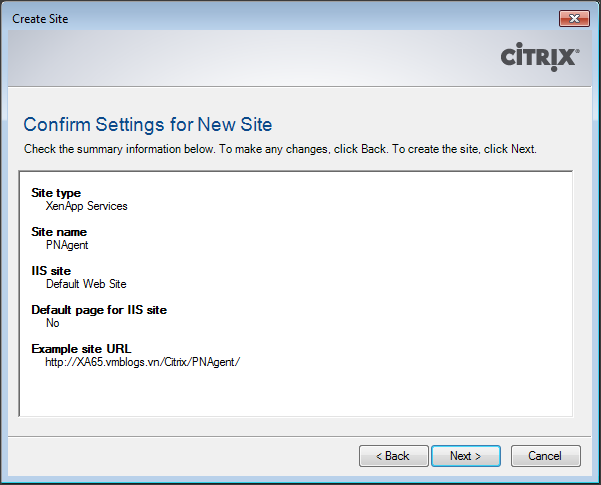 Create Site
CITRIX®
Confirm Settings for New Site
Check the summary information below. To make any changes, click Back. To create the site, click Next.
Site type
XenApp Services
Site name
PNAgent
IIS site
Default Web Site
Default page for IIS site
No
Example site URL
http://XA65.vmblogs.vn/Citrix/PNAgent/
< Back
Next >
Cancel